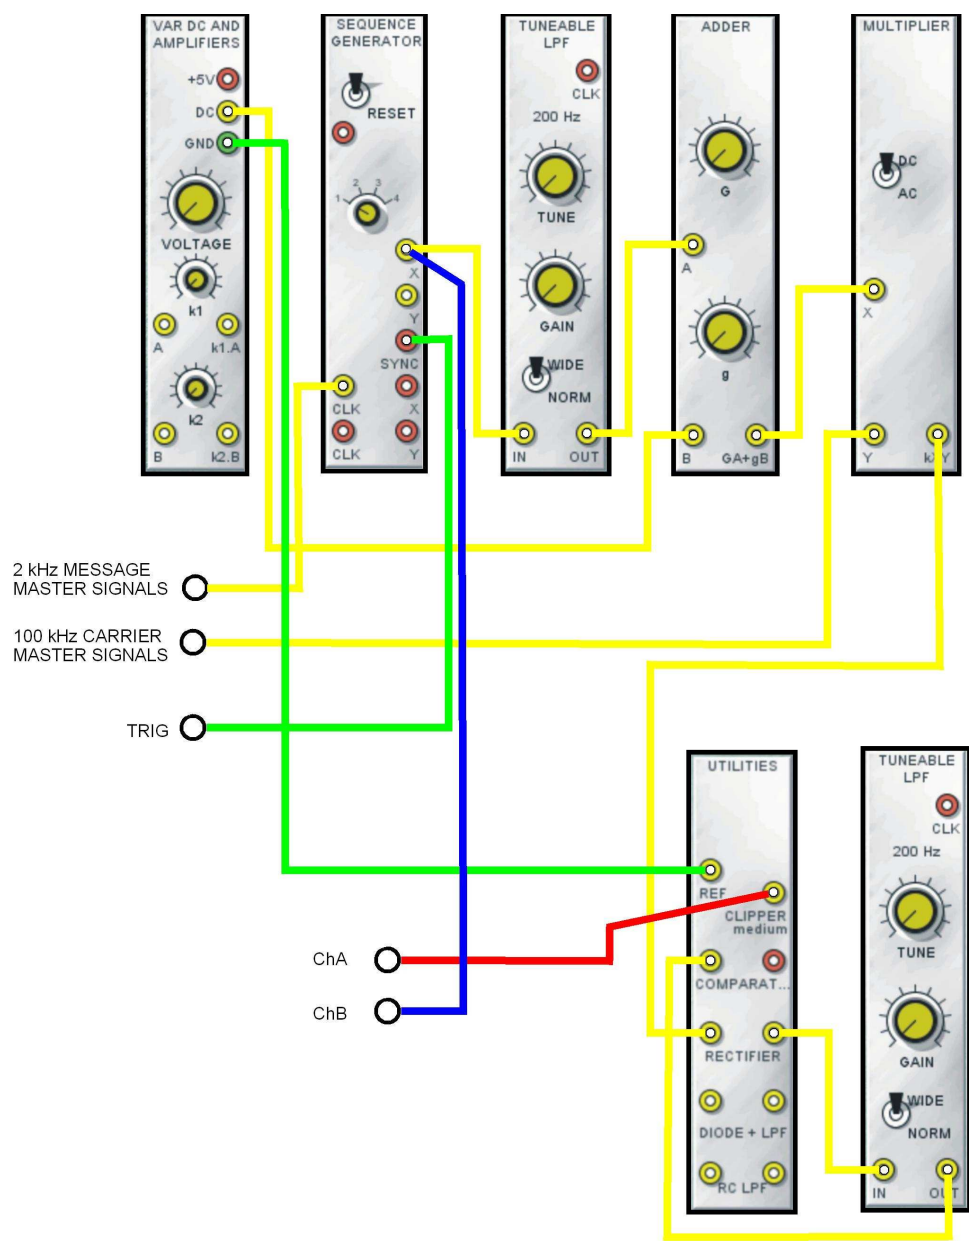 VAR DC AND
AMPLIFIERS
+5V
DC
GND
VOLTAGE
k1
A
k1.A
k2
B
k2.B
SEQUENCE
GENERATOR
RESET
1
2
3
4
X
Y
SYNC
CLK
X
CLK
Y
TUNEABLE
LPF
CLK
200 Hz
TUNE
GAIN
WIDE
NORM
IN
OUT
ADDER
G
A
g
B
GA+gB
MULTIPLIER
DC
AC
X
Y
kXY
2 kHz MESSAGE
MASTER SIGNALS
100 kHz CARRIER
MASTER SIGNALS
TRIG
ChA
ChB
UTILITIES
REF
CLIPPER
medium
COMPARAT...
RECTIFIER
DIODE + LPF
RC LPF
TUNEABLE
LPF
CLK
200 Hz
TUNE
GAIN
WIDE
NORM
IN
OUT